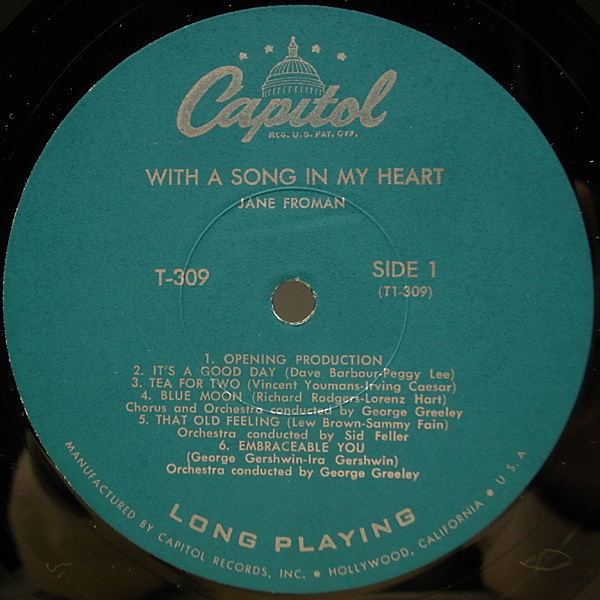 Capitol
REG. U.S. PAT. OFF.
WITH A SONG IN MY HEART
JANE FROMAN
T-309
SIDE 1
(T1-309)
1. OPENING PRODUCTION
2. IT'S A GOOD DAY (Dave Barbour-Peggy Lee)
3. TEA FOR TWO (Vincent Youmans-Irving Caesar)
4. BLUE MOON (Richard Rodgers-Lorenz Hart)
Chorus and Orchestra conducted by George Greeley
5. THAT OLD FEELING (Lew Brown-Sammy Fain)
Orchestra conducted by Sid Feller
6. EMBRACEABLE YOU
(George Gershwin-Ira Gershwin)
Orchestra conducted by George Greeley
LONG PLAYING
MANUFACTURED BY CAPITOL RECORDS, INC. • HOLLYWOOD, CALIFORNIA • U.S.A